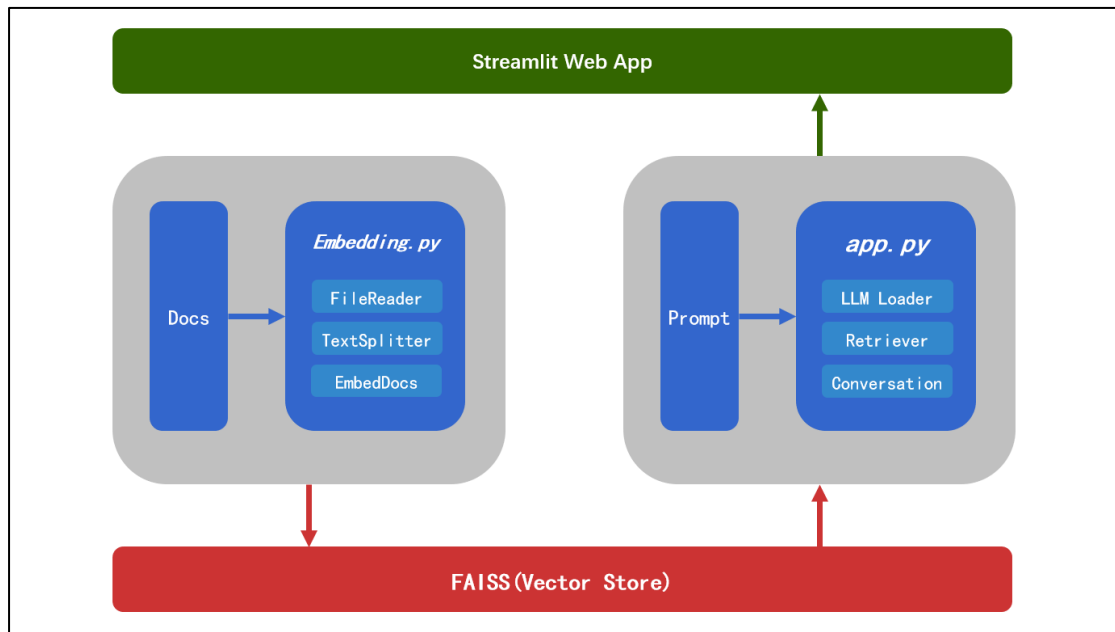 Streamlit Web App
Docs
Embedding.py
FileReader
TextSplitter
EmbedDocs
Prompt
app.py
LLM Loader
Retriever
Conversation
FAISS(Vector Store)